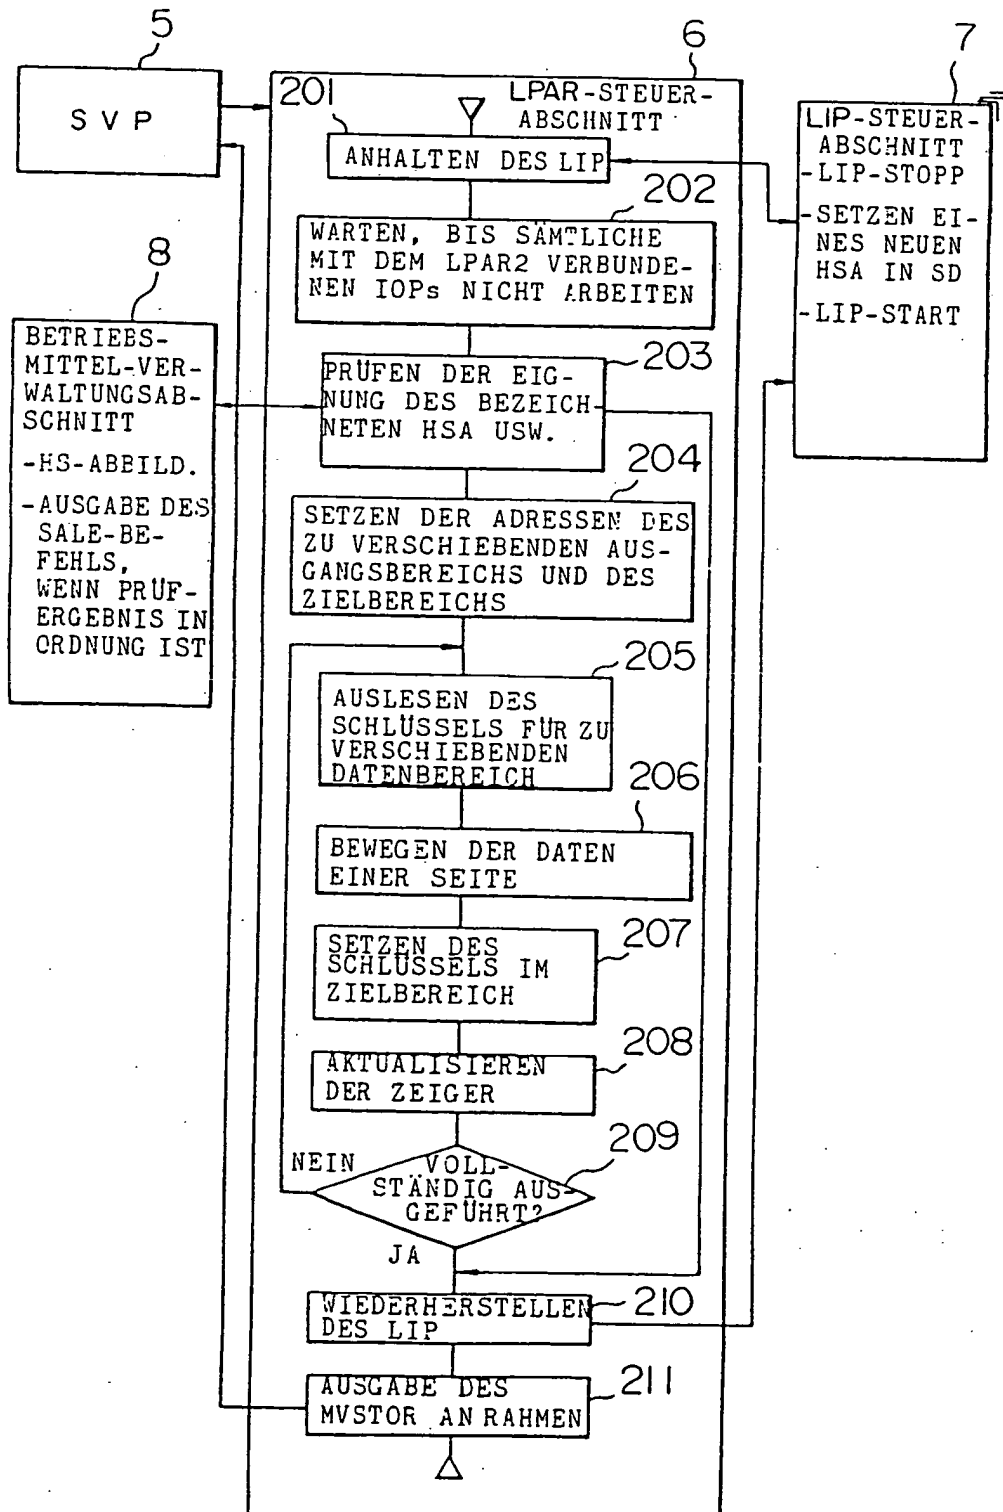 5
SVP
6
201
LPAR-STEUER-
ABSCHNITT
7
LIP-STEUER-
ABSCHNITT
-LIP-STOPP
-SETZEN EI-
NES NEUEN
HSA IN SD
-LIP-START
ANHALTEN DES LIP
202
WARTEN, BIS SÄMTLICHE
MIT DEM LPAR2 VERBUNDE-
NEN IOPs NICHT ARBEITEN
8
BETRIEBS-
MITTEL-VER-
WALTUNGSAB-
SCHNITT
-HS-ABBILD.
-AUSGABE DES
SALE-BE-
FEHLS,
WENN PRÜF-
ERGEBNIS IN
ORDNUNG IST
203
PRÜFEN DER EIG-
NUNG DES BEZEICH-
NETEN HSA USW.
204
SETZEN DER ADRESSEN DES
ZU VERSCHIEBENDEN AUS-
GANGSBEREICHS UND DES
ZIELBEREICHS
205
AUSLESEN DES
SCHLÜSSELS FÜR ZU
VERSCHIEBENDEN
DATENBEREICH
206
BEWEGEN DER DATEN
EINER SEITE
207
SETZEN DES
SCHLÜSSELS IM
ZIELBEREICH
208
AKTUALISIEREN
DER ZEIGER
209
NEIN
VOLL-
STÄNDIG AUS-
GEFÜHRT?
JA
210
WIEDERHERSTELLEN
DES LIP
211
AUSGABE DES
MVSTOR AN RAHMEN